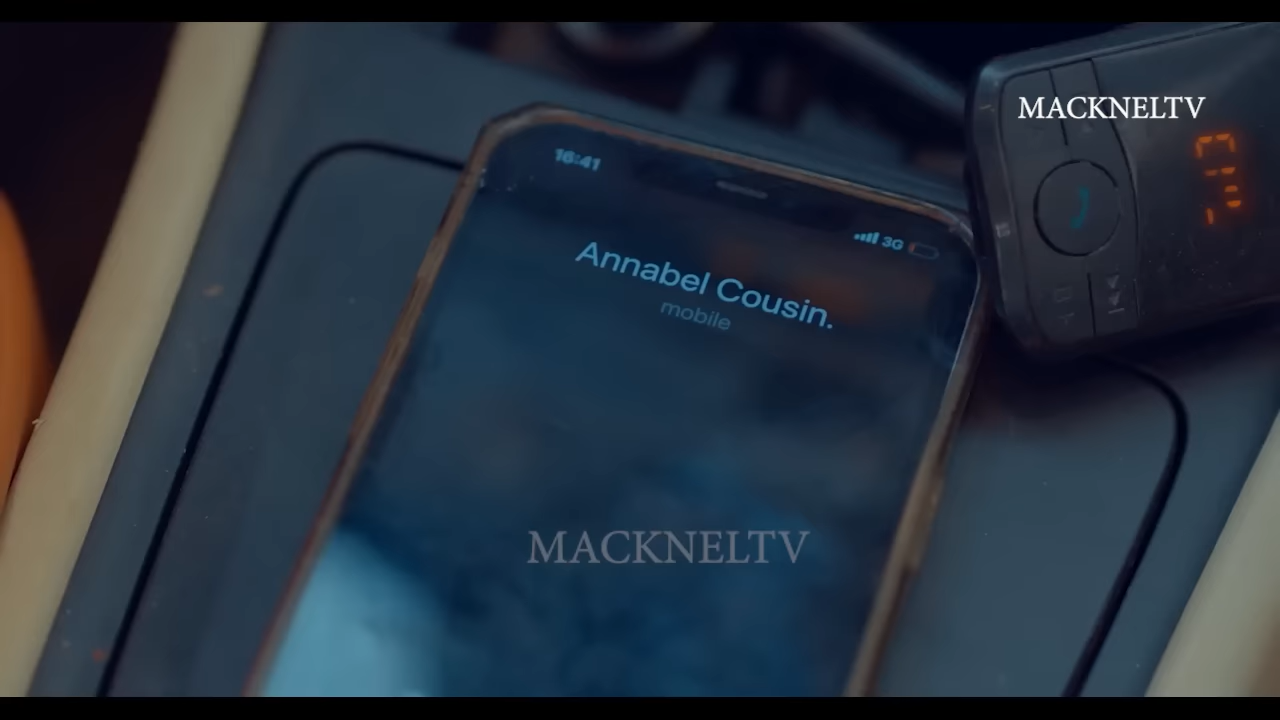 MACKNELTV
16:41
3G
Annabel Cousin.
mobile
MACKNELTV